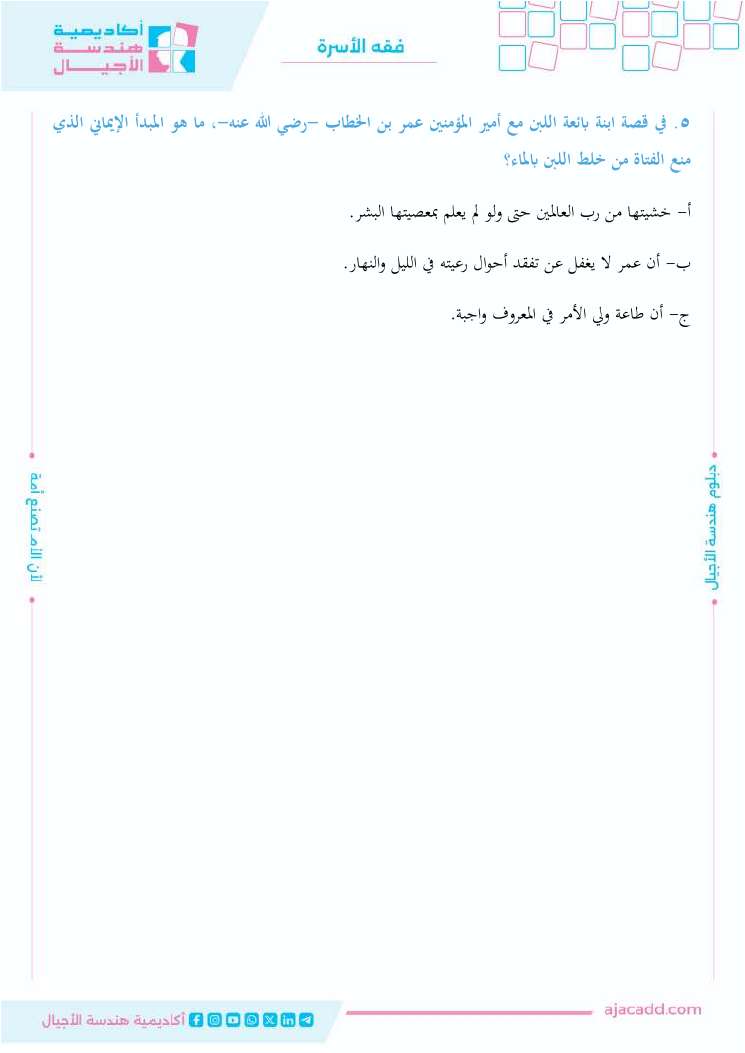 أكاديمية
هندسة
الأجيال
فقه الأسرة
٥. في قصة ابنة بائعة اللبن مع أمير المؤمنين عمر بن الخطاب –رضي الله عنه–، ما هو المبدأ الإيماني الذي
منع الفتاة من خلط اللبن بالماء؟
أ– خشيتها من رب العالمين حتى ولو لم يعلم بمعصيتها البشر.
ب– أن عمر لا يغفل عن تفقد أحوال رعيته في الليل والنهار.
ج– أن طاعة ولي الأمر في المعروف واجبة.
دبلوم هندسة الأجيال
لأن الأم تصنع أمة
أكاديمية هندسة الأجيال
ajacadd.com